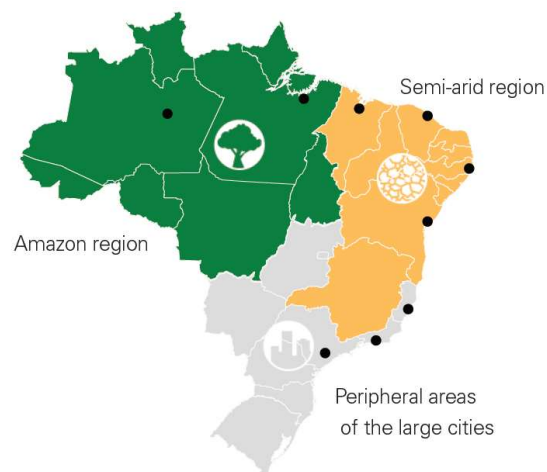 Semi-arid region
Amazon region
Peripheral areas
of the large cities